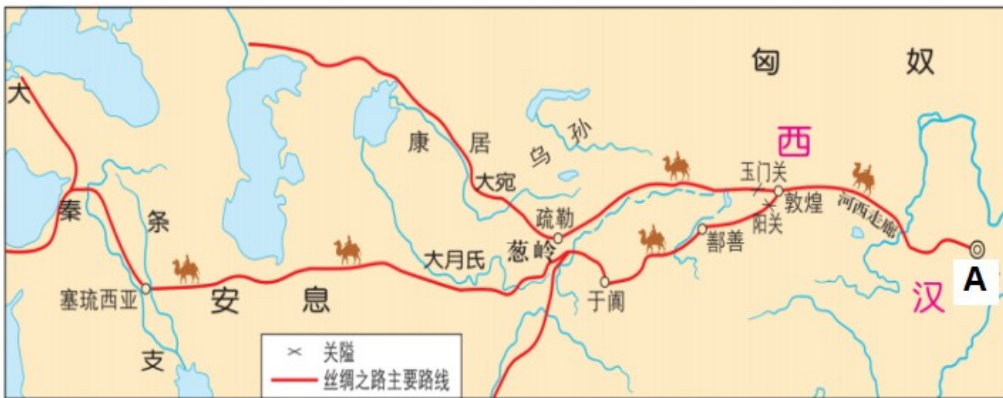 匈奴
大
西
康居
乌孙
玉门关
大宛
敦煌
河西走廊
秦
条
疏勒
阳关
葱岭
鄯善
大月氏
A
塞琉西亚
安息
于阗
汉
支
关隘
丝绸之路主要路线